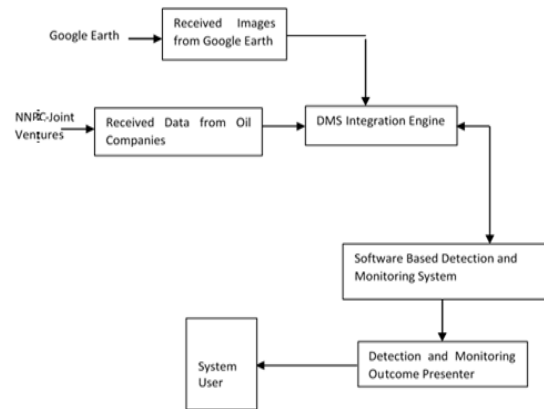 Google Earth
Received Images
from Google Earth
NNPC-Joint
Ventures
Received Data from Oil
Companies
DMS Integration Engine
Software Based Detection and
Monitoring System
Detection and Monitoring
Outcome Presenter
System
User